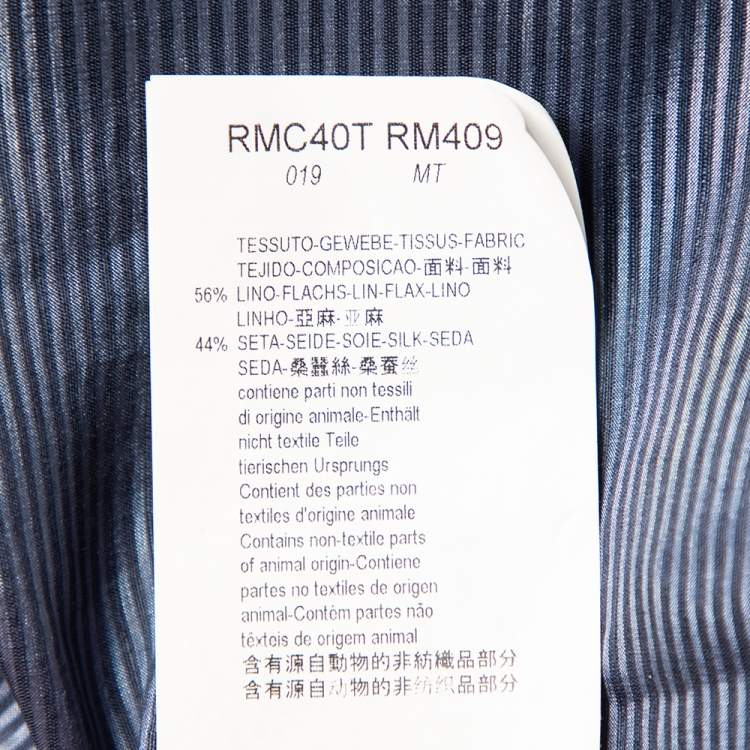 RMC40T RM409
019 MT
TESSUTO-GEWEBE-TISSUS-FABRIC
TEJIDO-COMPOSICAO-面料-面料
56% LINO-FLACHS-LIN-FLAX-LINO
LINHO-亞麻-亚麻
44% SETA-SEIDE-SOIE-SILK-SEDA
SEDA-桑蠶絲-桑蚕丝
contiene parti non tessili
di origine animale-Enthält
nicht textile Teile
tierischen Ursprungs
Contient des parties non
textiles d'origine animale
Contains non-textile parts
of animal origin-Contiene
partes no textiles de origen
animal-Contém partes não
têxteis de origem animal
含有源自動物的非紡織品部分
含有源自动物的非纺织品部分